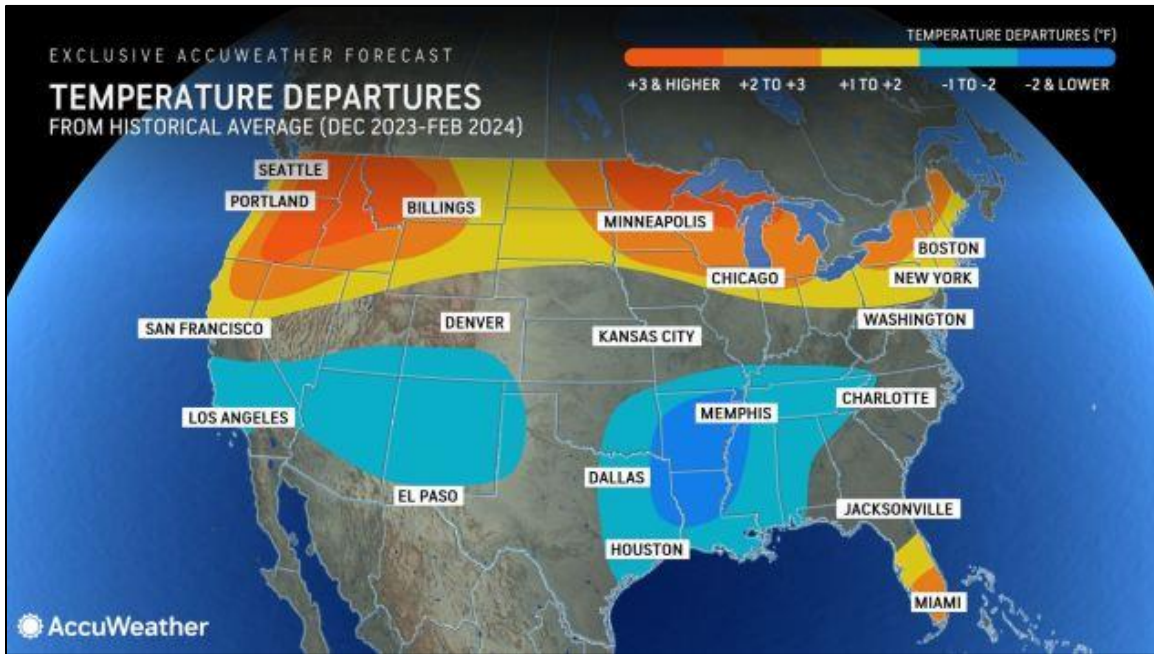 EXCLUSIVE ACCUWEATHER FORECAST
TEMPERATURE DEPARTURES
FROM HISTORICAL AVERAGE (DEC 2023-FEB 2024)
TEMPERATURE DEPARTURES (°F)
+3 & HIGHER +2 TO +3 +1 TO +2 -1 TO -2 -2 & LOWER
SEATTLE
PORTLAND
BILLINGS
MINNEAPOLIS
BOSTON
CHICAGO
NEW YORK
SAN FRANCISCO
DENVER
KANSAS CITY
WASHINGTON
LOS ANGELES
MEMPHIS
CHARLOTTE
DALLAS
EL PASO
JACKSONVILLE
HOUSTON
MIAMI
AccuWeather